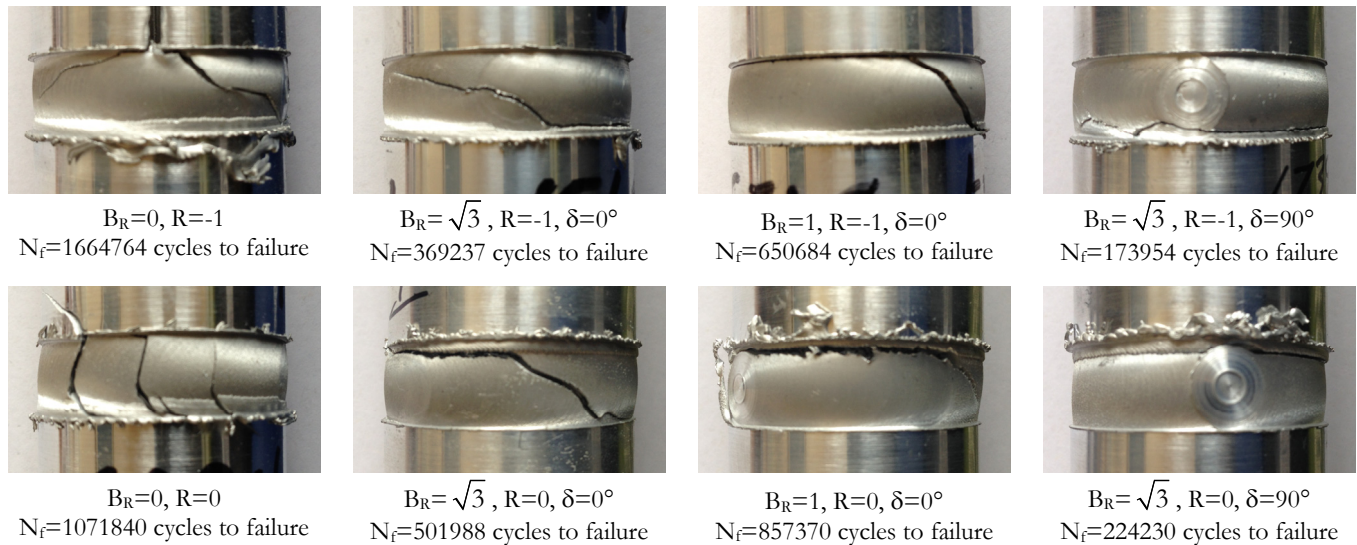 B_R=0, R=-1
N_f=1664764 cycles to failure
B_R=√3, R=-1, δ=0°
N_f=369237 cycles to failure
B_R=1, R=-1, δ=0°
N_f=650684 cycles to failure
B_R=√3, R=-1, δ=90°
N_f=173954 cycles to failure
B_R=0, R=0
N_f=1071840 cycles to failure
B_R=√3, R=0, δ=0°
N_f=501988 cycles to failure
B_R=1, R=0, δ=0°
N_f=857370 cycles to failure
B_R=√3, R=0, δ=90°
N_f=224230 cycles to failure